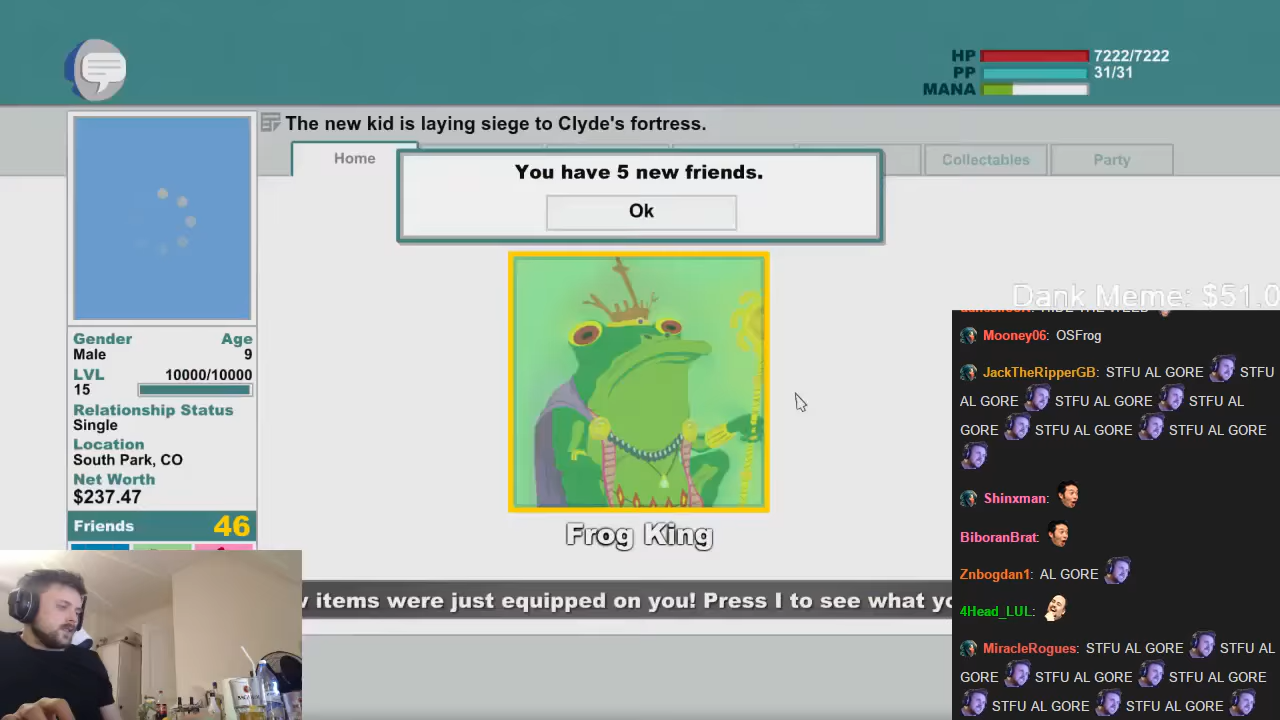 HP 7222/7222
PP 31/31
MANA
The new kid is laying siege to Clyde's fortress.
Home
Collectables
Party
You have 5 new friends.
Ok
Gender Age
Male 9
LVL 10000/10000
15
Relationship Status
Single
Location
South Park, CO
Net Worth
$237.47
Friends 46
Frog King
items were just equipped on you! Press I to see what
Dank Meme: $51.0
Mooney06: OSFrog
JackTheRipperGB: STFU AL GORE STFU
AL GORE STFU AL GORE STFU AL
GORE STFU AL GORE STFU AL GORE
Shinxman:
BiboranBrat:
Znbogdan1: AL GORE
4Head_LUL:
MiracleRogues: STFU AL GORE STFU AL
GORE STFU AL GORE STFU AL GORE
STFU AL GORE STFU AL GORE